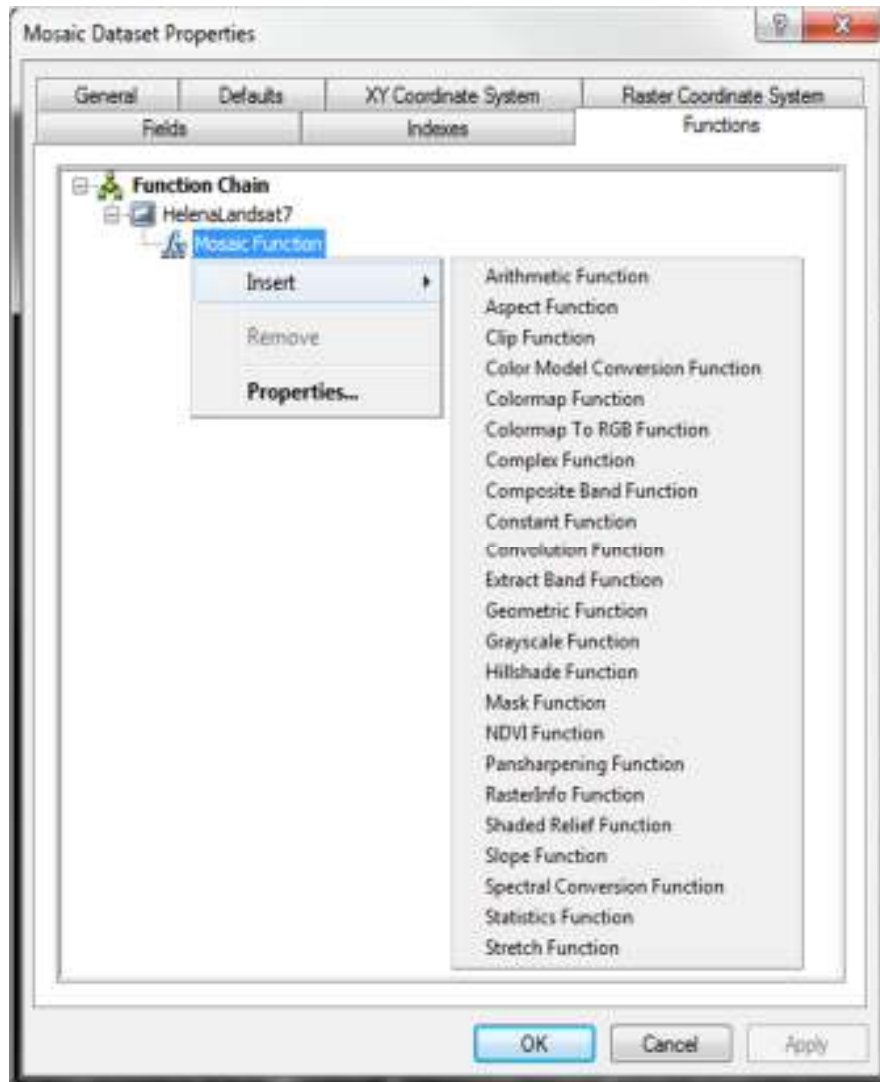 Mosaic Dataset Properties
General Defaults XY Coordinate System Raster Coordinate System
Fields Indexes Functions
Function Chain
HelenaLandsat7
Mosaic Function
Insert
Remove
Properties...
Arithmetic Function
Aspect Function
Clip Function
Color Model Conversion Function
Colormap Function
Colormap To RGB Function
Complex Function
Composite Band Function
Constant Function
Convolution Function
Extract Band Function
Geometric Function
Grayscale Function
Hillshade Function
Mask Function
NDVI Function
Pansharpening Function
RasterInfo Function
Shaded Relief Function
Slope Function
Spectral Conversion Function
Statistics Function
Stretch Function
OK Cancel Apply